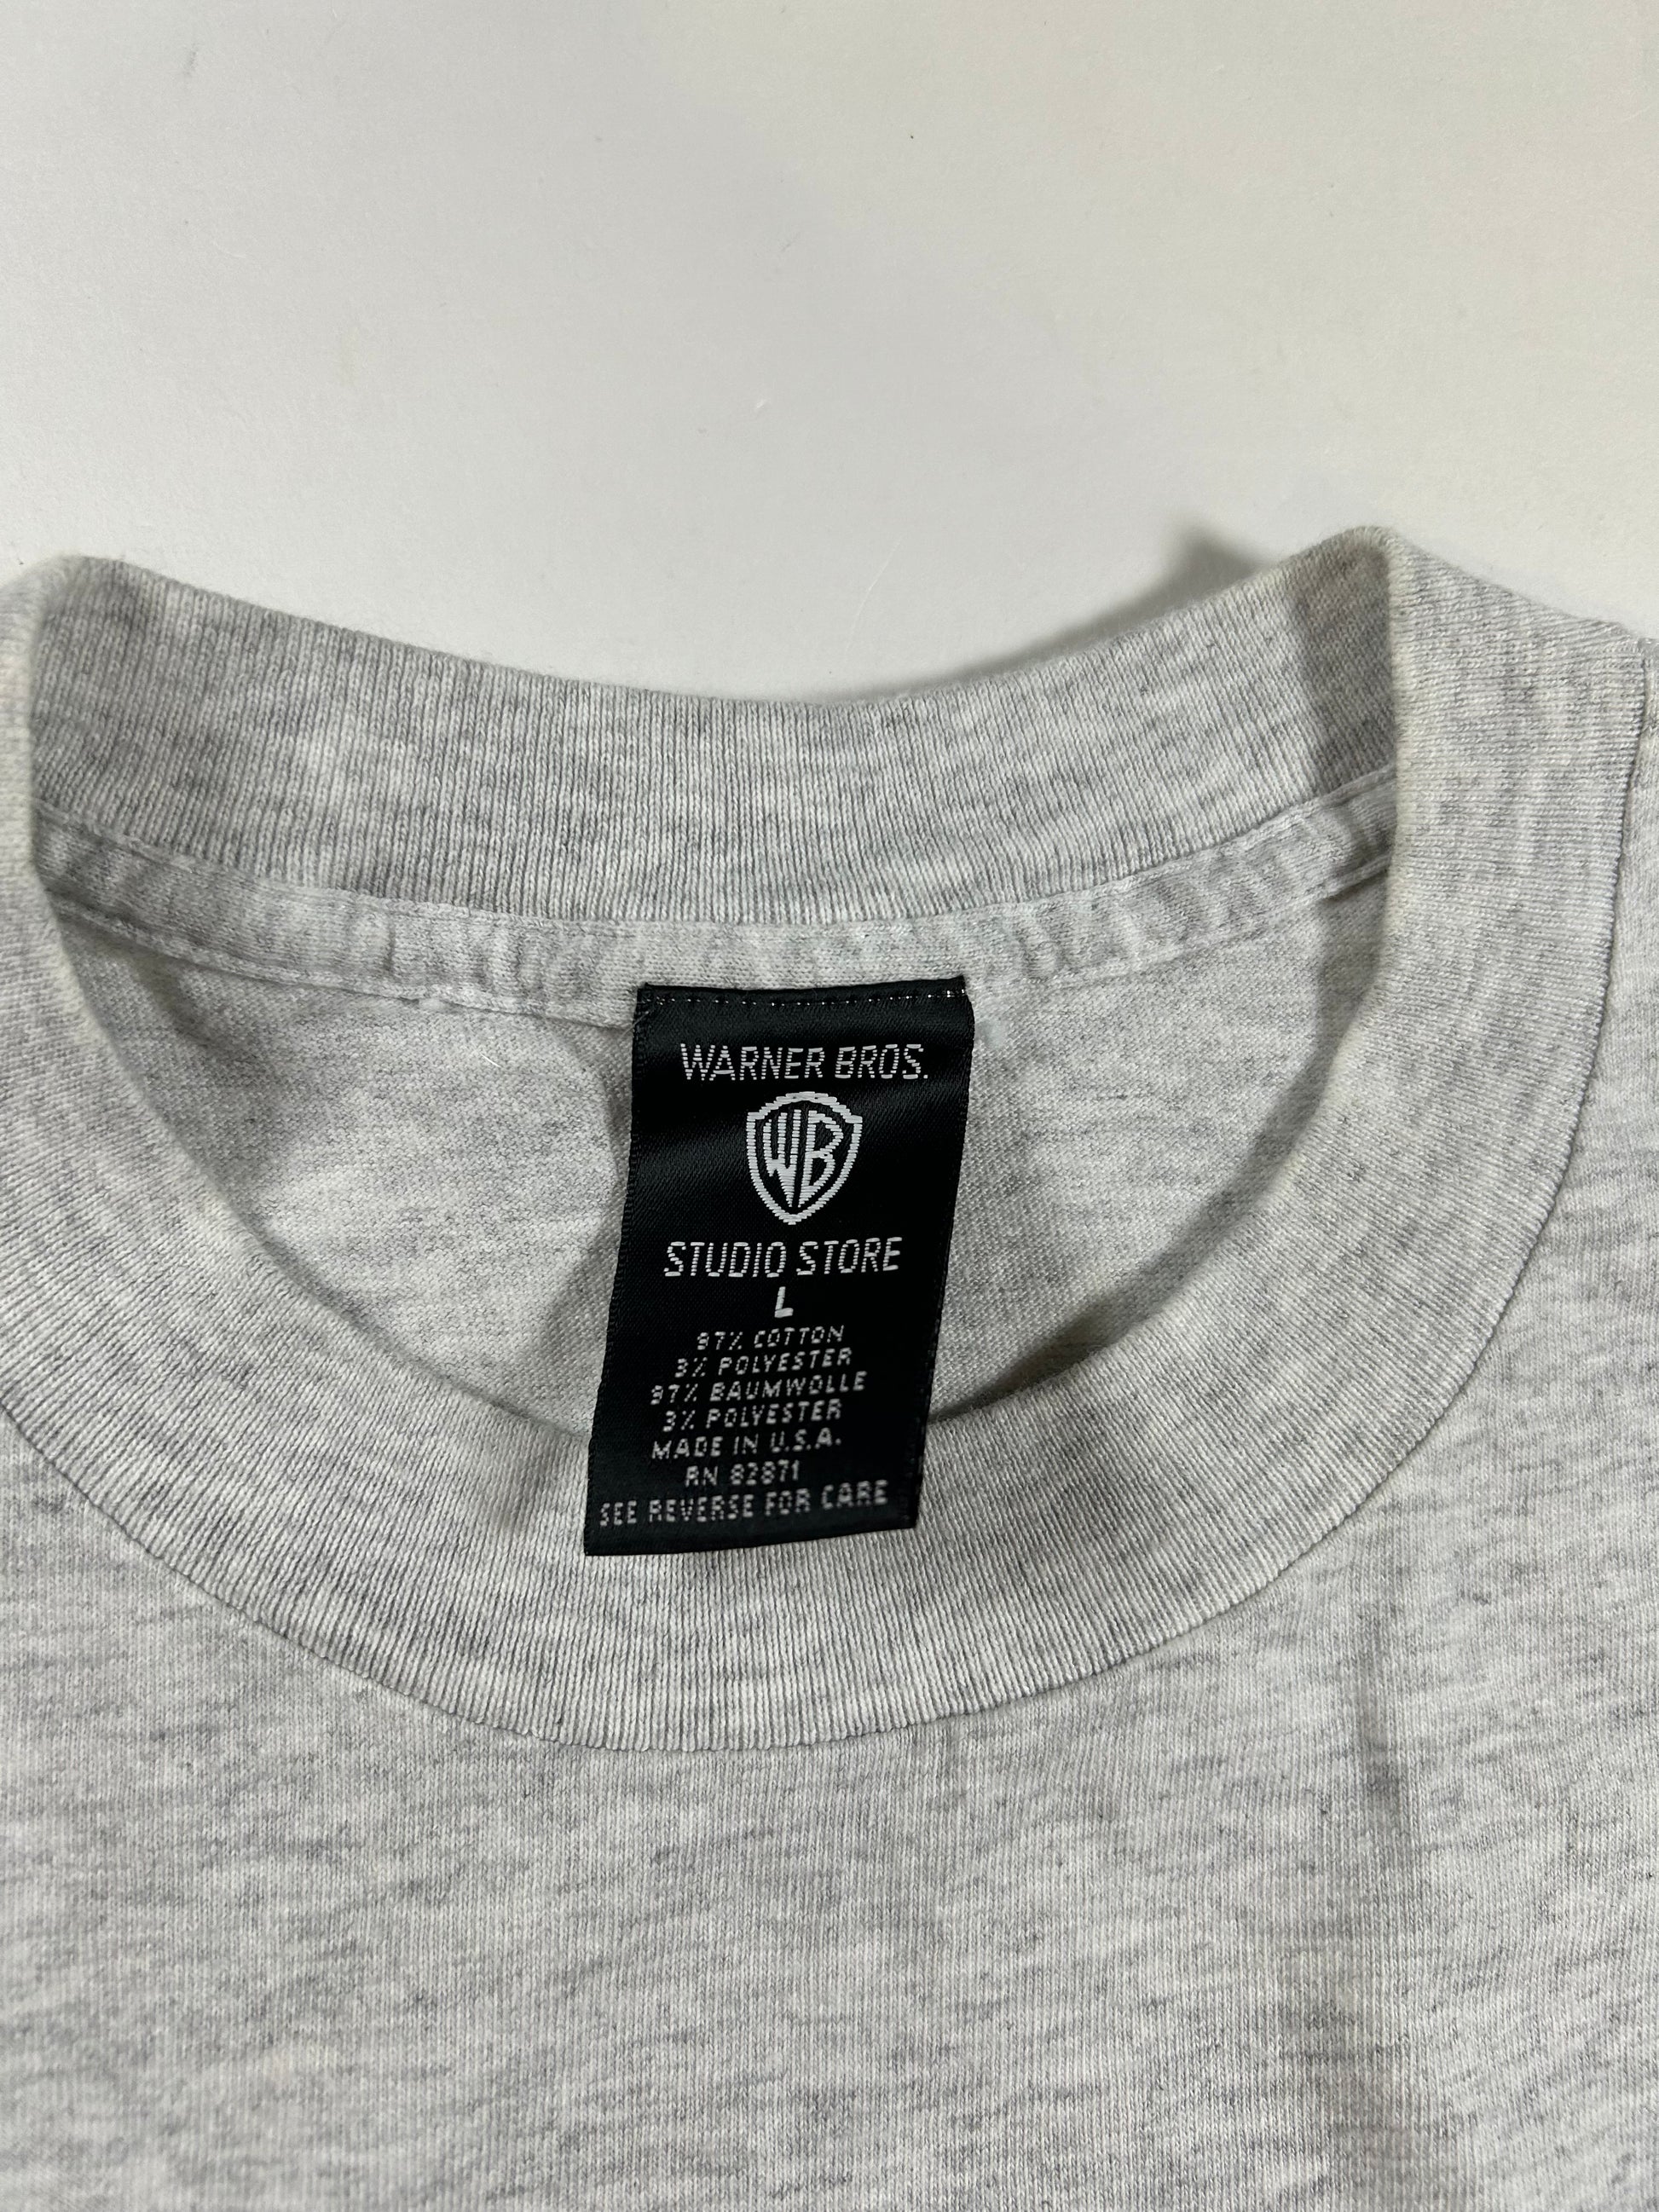 WARNER BROS.
WB
STUDIO STORE
L
97% COTTON
3% POLYESTER
97% BAUMWOLLE
3% POLYESTER
MADE IN U.S.A.
RN 82871
SEE REVERSE FOR CARE